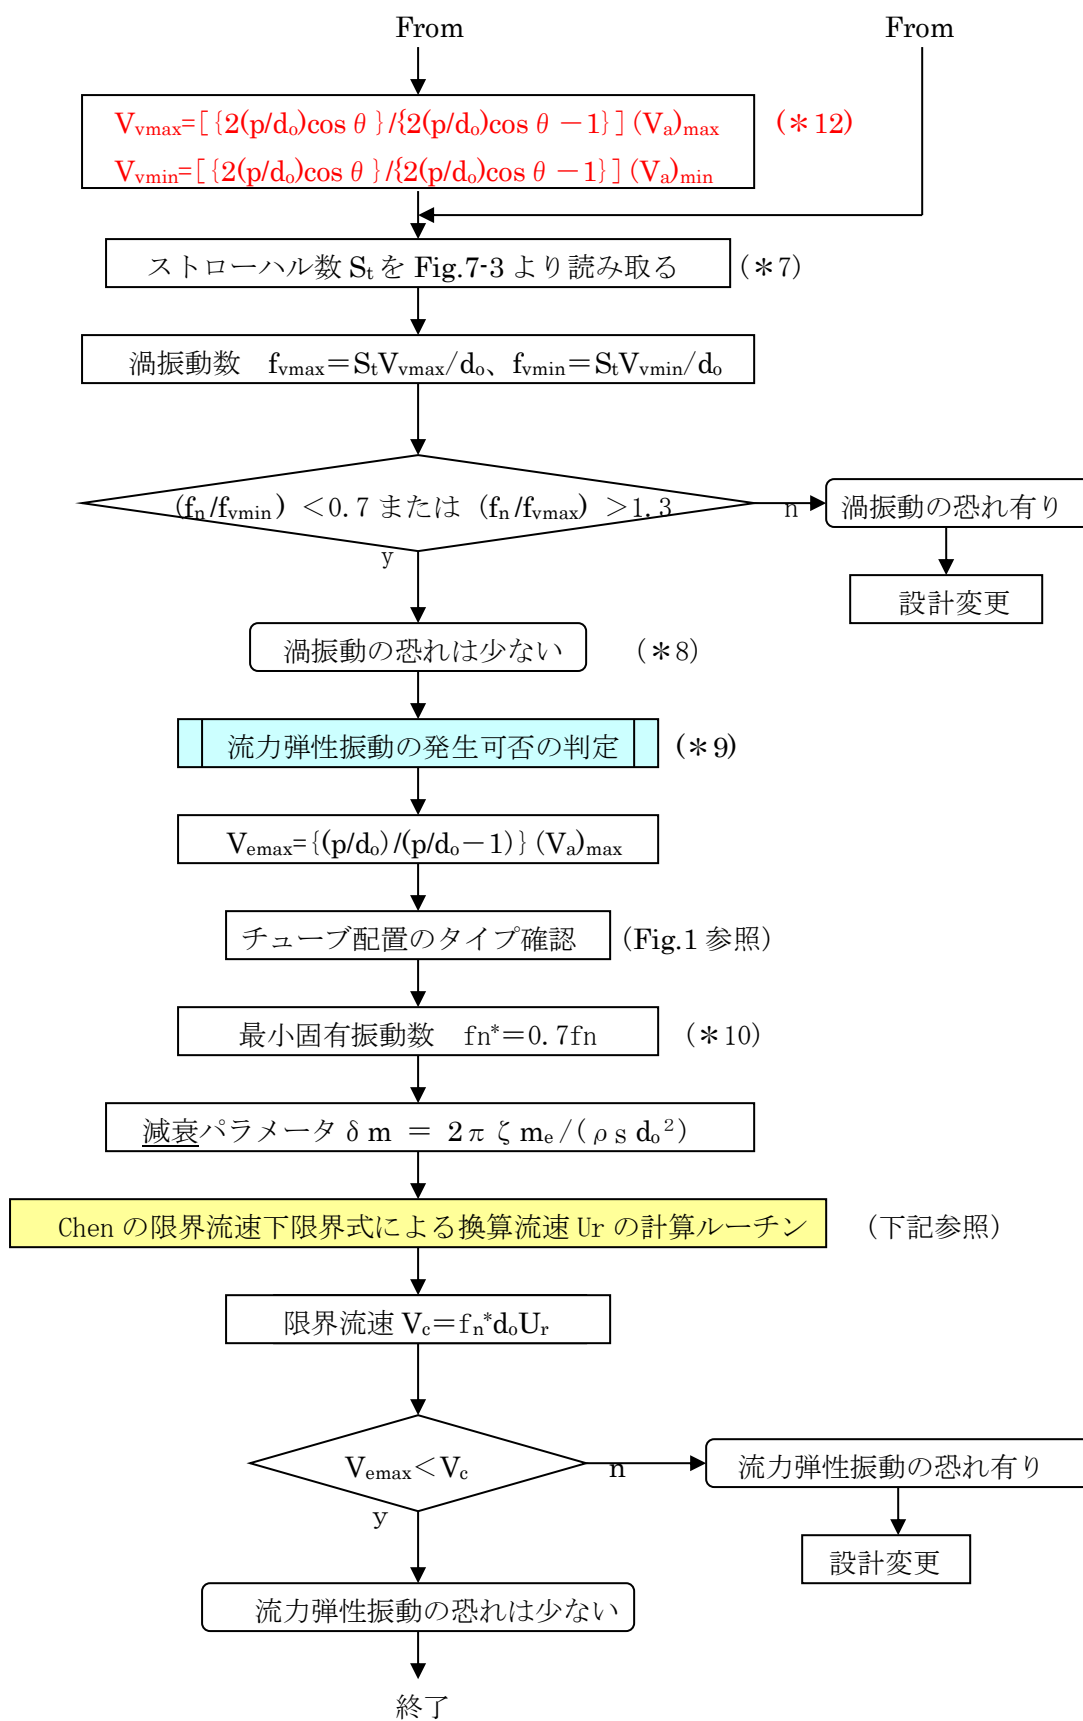 From From
Vvmax=[{2(p/do)cosθ}/{2(p/do)cosθ－1}](Va)max (＊12)
Vvmin=[{2(p/do)cosθ}/{2(p/do)cosθ－1}](Va)min
ストローハル数 St を Fig.7-3 より読み取る (＊7)
渦振動数　fvmax＝StVvmax/do、fvmin＝StVvmin/do
(fn/fvmin) ＜0.7 または (fn/fvmax) ＞1.3 n 渦振動の恐れ有り
y
設計変更
渦振動の恐れは少ない (＊8)
流力弾性振動の発生可否の判定 (＊9)
Vemax={(p/do)/(p/do－1)}(Va)max
チューブ配置のタイプ確認 (Fig.1 参照)
最小固有振動数　fn*＝0.7fn (＊10)
減衰パラメータ δm = 2πζme/(ρs do²)
Chen の限界流速下限界式による換算流速 Ur の計算ルーチン (下記参照)
限界流速 Vc＝fn*doUr
Vemax＜Vc n 流力弾性振動の恐れ有り
y
設計変更
流力弾性振動の恐れは少ない
終了